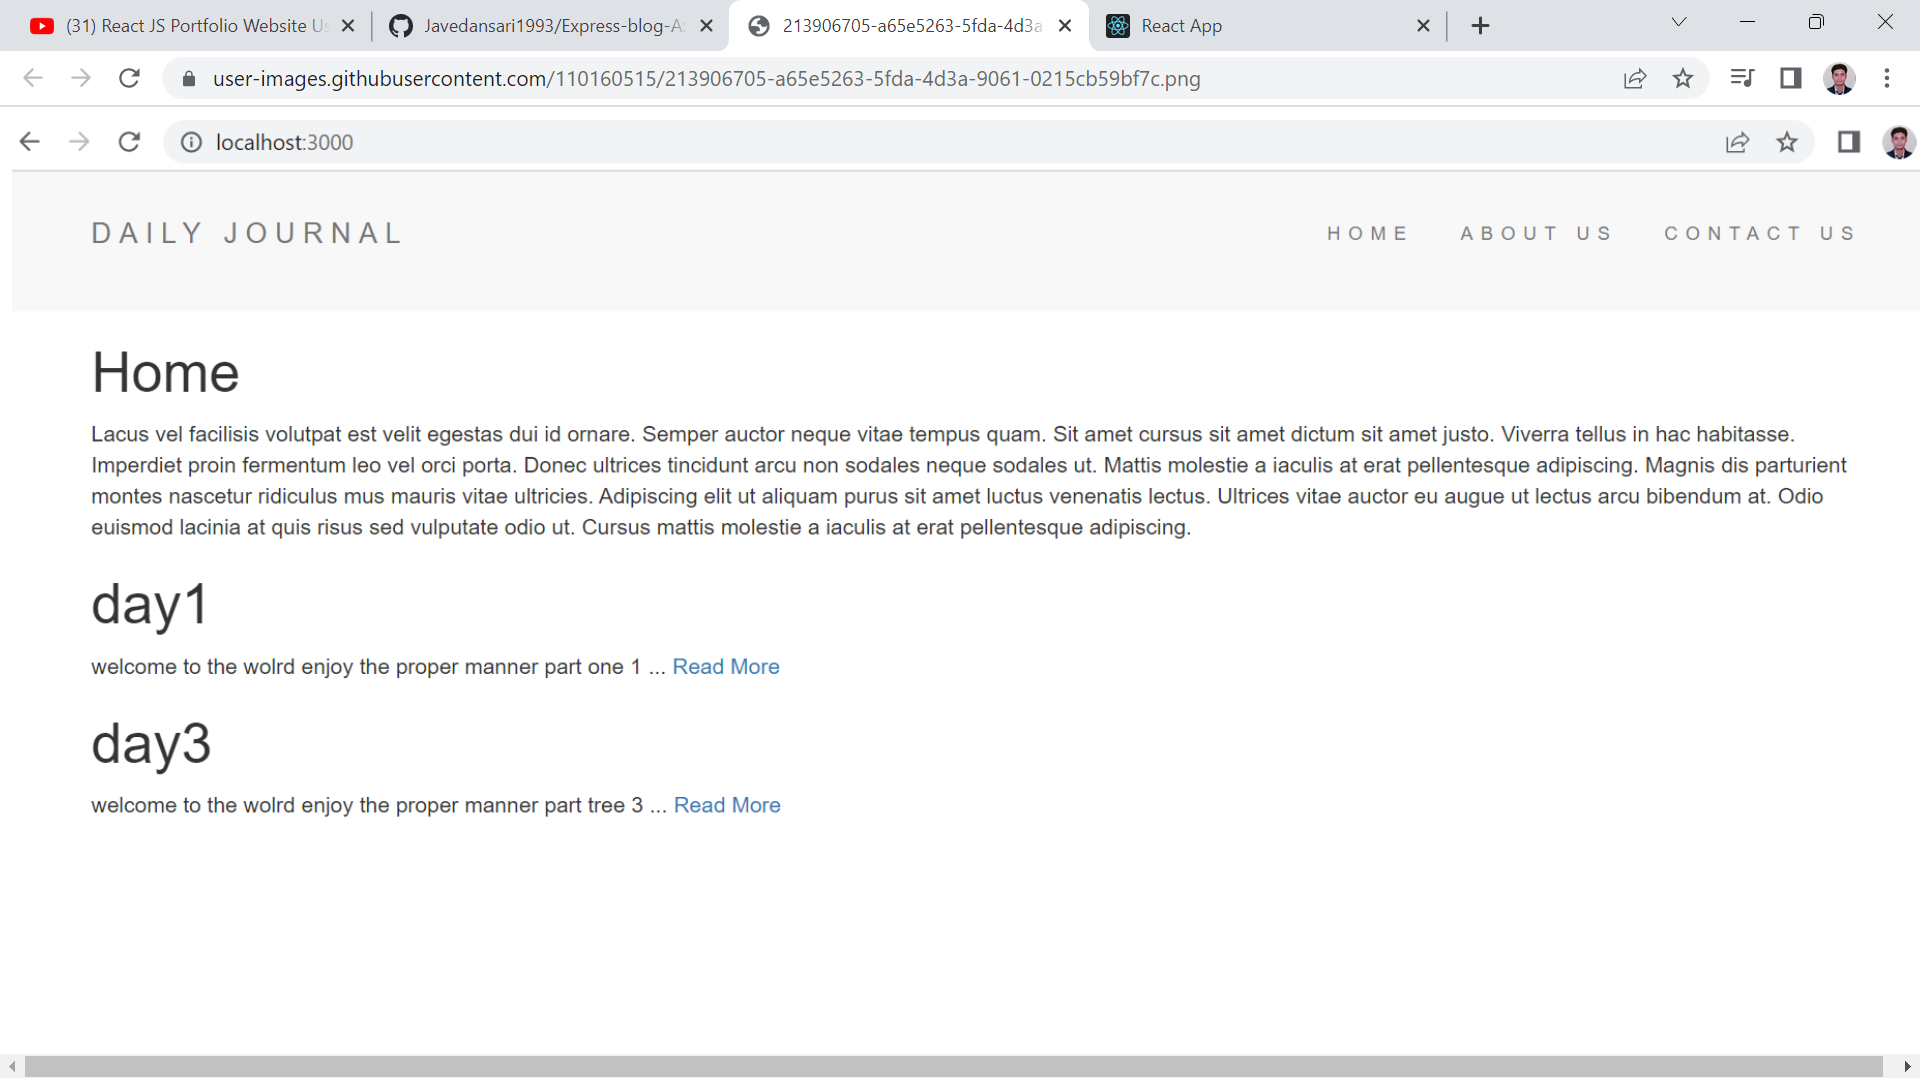 (31) React JS Portfolio Website Us
Javedansari1993/Express-blog-A
213906705-a65e5263-5fda-4d3a
React App
user-images.githubusercontent.com/110160515/213906705-a65e5263-5fda-4d3a-9061-0215cb59bf7c.png
localhost:3000
DAILY JOURNAL
HOME ABOUT US CONTACT US
Home
Lacus vel facilisis volutpat est velit egestas dui id ornare. Semper auctor neque vitae tempus quam. Sit amet cursus sit amet dictum sit amet justo. Viverra tellus in hac habitasse.
Imperdiet proin fermentum leo vel orci porta. Donec ultrices tincidunt arcu non sodales neque sodales ut. Mattis molestie a iaculis at erat pellentesque adipiscing. Magnis dis parturient
montes nascetur ridiculus mus mauris vitae ultricies. Adipiscing elit ut aliquam purus sit amet luctus venenatis lectus. Ultrices vitae auctor eu augue ut lectus arcu bibendum at. Odio
euismod lacinia at quis risus sed vulputate odio ut. Cursus mattis molestie a iaculis at erat pellentesque adipiscing.
day1
welcome to the wolrd enjoy the proper manner part one 1 ... Read More
day3
welcome to the wolrd enjoy the proper manner part tree 3 ... Read More